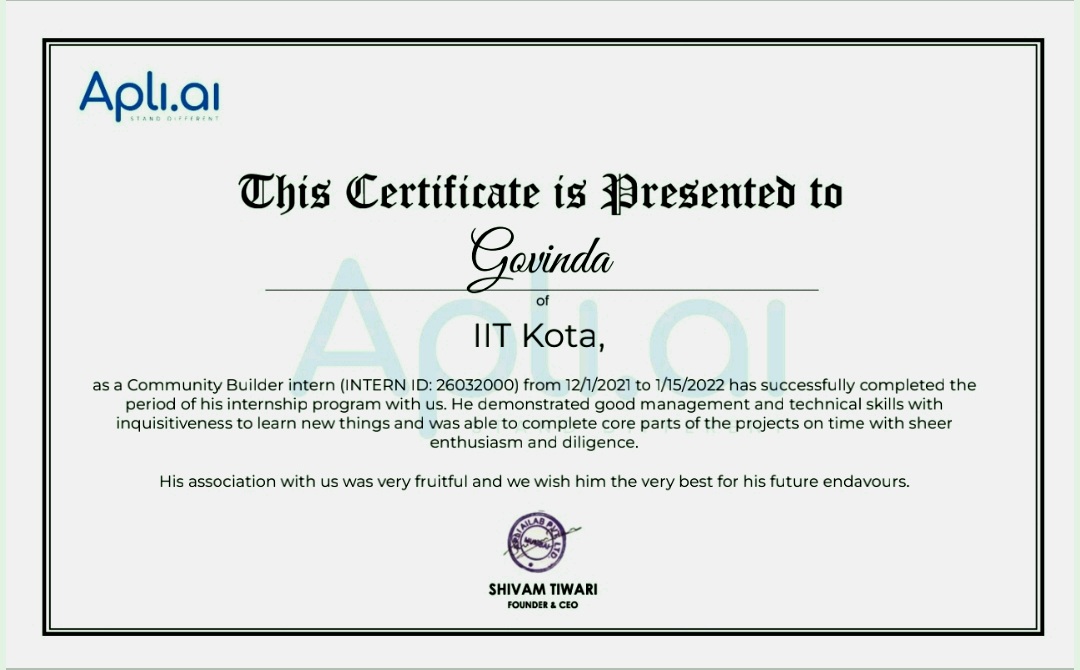 Apli.ai
STAND DIFFERENT
This Certificate is Presented to
Govinda
of
IIT Kota,
as a Community Builder intern (INTERN ID: 26032000) from 12/1/2021 to 1/15/2022 has successfully completed the
period of his internship program with us. He demonstrated good management and technical skills with
inquisitiveness to learn new things and was able to complete core parts of the projects on time with sheer
enthusiasm and diligence.
His association with us was very fruitful and we wish him the very best for his future endavours.
AILAB PVT LTD
MUMBAI
SHIVAM TIWARI
FOUNDER & CEO
Apli.ai